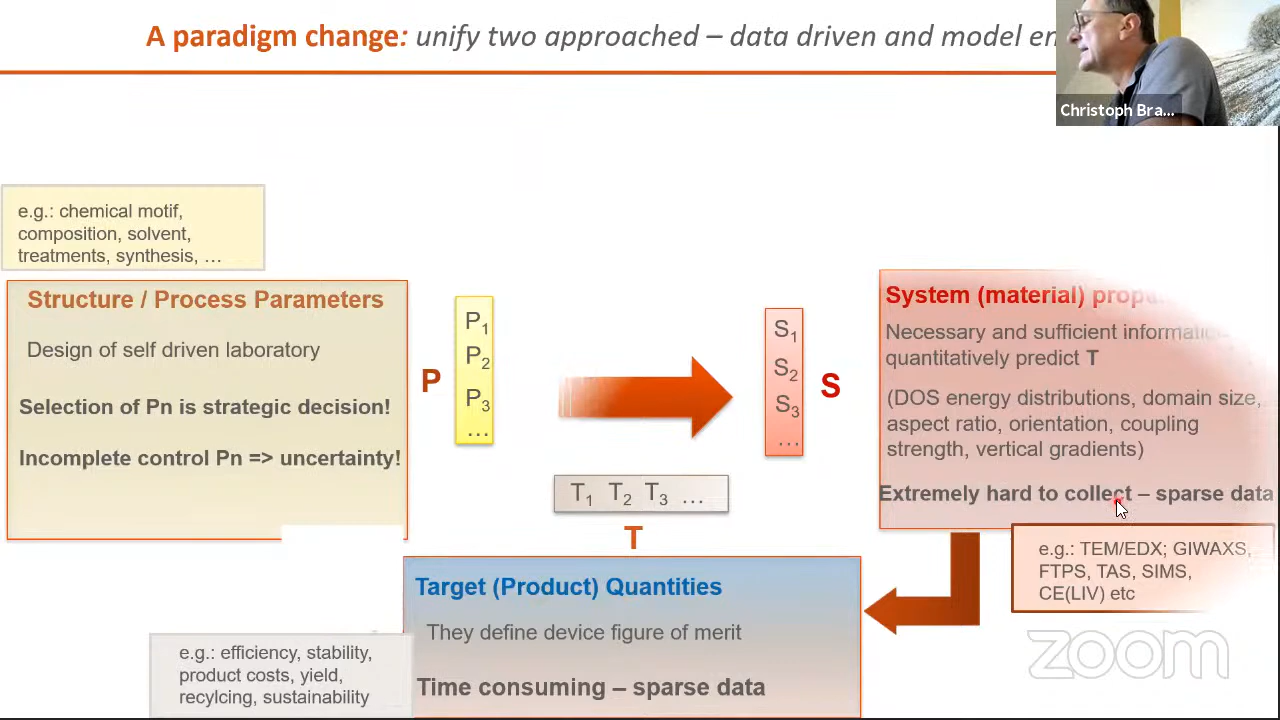 A paradigm change: unify two approached – data driven and model en
Christoph Bra...
e.g.: chemical motif,
composition, solvent,
treatments, synthesis, …
Structure / Process Parameters
Design of self driven laboratory
Selection of Pn is strategic decision!
Incomplete control Pn => uncertainty!
P
P1
P2
P3
…
S1
S2
S3
…
S
System (material)
Necessary and sufficient
quantitatively predict T
(DOS energy distributions, domain size,
aspect ratio, orientation, coupling
strength, vertical gradients)
Extremely hard to collect – sparse data
e.g.: TEM/EDX; GIWAXS,
FTPS, TAS, SIMS,
CE(LIV) etc
T1 T2 T3 …
T
Target (Product) Quantities
They define device figure of merit
Time consuming – sparse data
e.g.: efficiency, stability,
product costs, yield,
recylcing, sustainability
zoom